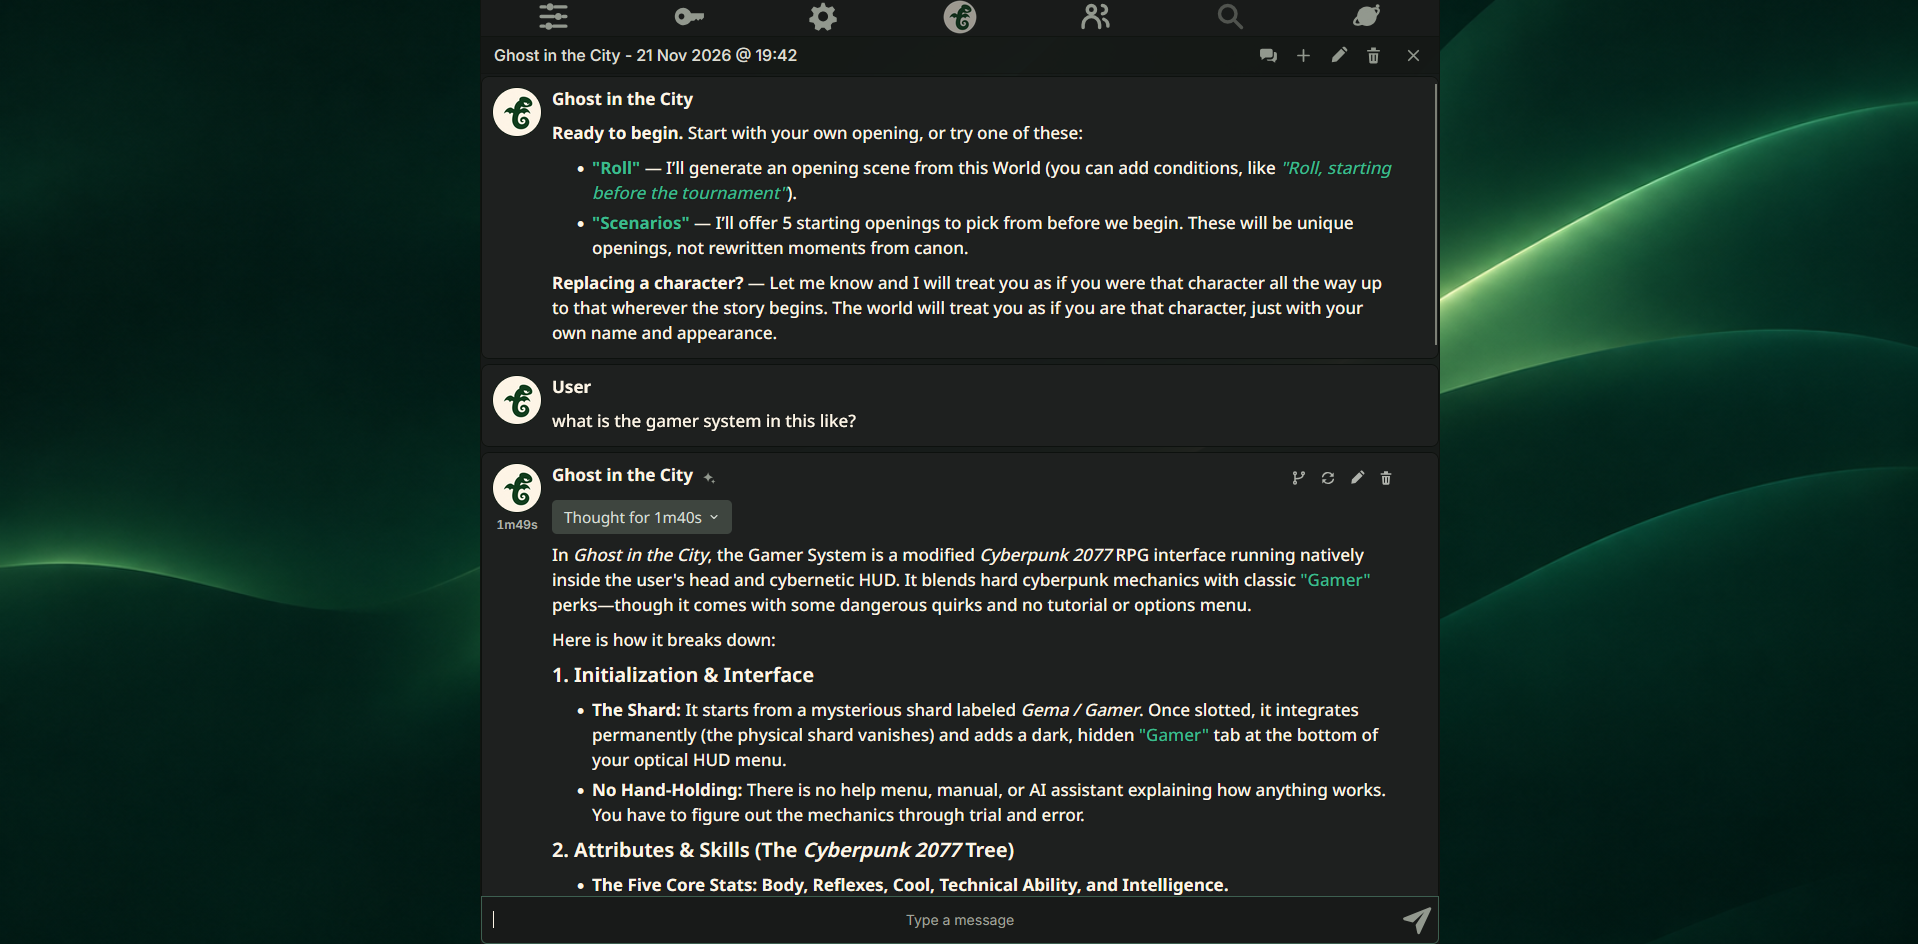 Ghost in the City - 21 Nov 2026 @ 19:42
Ghost in the City
Ready to begin. Start with your own opening, or try one of these:
• "Roll" — I'll generate an opening scene from this World (you can add conditions, like "Roll, starting
before the tournament").
• "Scenarios" — I'll offer 5 starting openings to pick from before we begin. These will be unique
openings, not rewritten moments from canon.
Replacing a character? — Let me know and I will treat you as if you were that character all the way up
to that wherever the story begins. The world will treat you as if you are that character, just with your
own name and appearance.
User
what is the gamer system in this like?
Ghost in the City
1m49s
Thought for 1m40s
In Ghost in the City, the Gamer System is a modified Cyberpunk 2077 RPG interface running natively
inside the user's head and cybernetic HUD. It blends hard cyberpunk mechanics with classic "Gamer"
perks—though it comes with some dangerous quirks and no tutorial or options menu.
Here is how it breaks down:
1. Initialization & Interface
• The Shard: It starts from a mysterious shard labeled Gema / Gamer. Once slotted, it integrates
permanently (the physical shard vanishes) and adds a dark, hidden "Gamer" tab at the bottom of
your optical HUD menu.
• No Hand-Holding: There is no help menu, manual, or AI assistant explaining how anything works.
You have to figure out the mechanics through trial and error.
2. Attributes & Skills (The Cyberpunk 2077 Tree)
• The Five Core Stats: Body, Reflexes, Cool, Technical Ability, and Intelligence.
Type a message